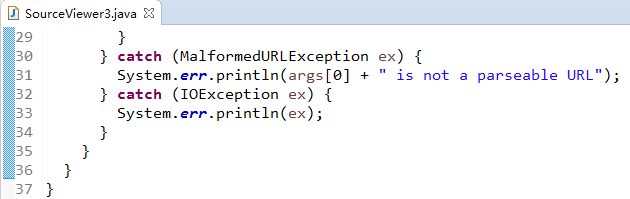 SourceViewer3.java
29         }
30       } catch (MalformedURLException ex) {
31         System.err.println(args[0] + " is not a parseable URL");
32       } catch (IOException ex) {
33         System.err.println(ex);
34       }
35     }
36   }
37 }